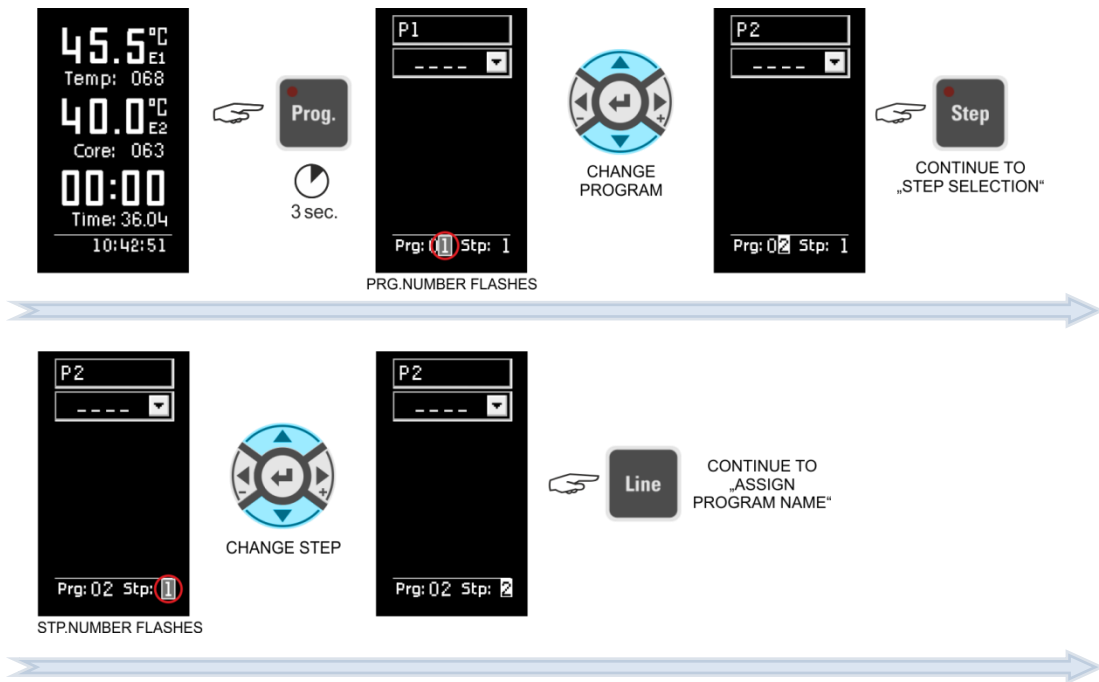 45.5°C
E1
Temp: 068
40.0°C
E2
Core: 063
00:00
Time: 36.04
10:42:51
Prog.
3 sec.
P1
----
Prg: 01 Stp: 1
PRG.NUMBER FLASHES
- +
CHANGE
PROGRAM
P2
----
Prg: 02 Stp: 1
Step
CONTINUE TO
„STEP SELECTION“
P2
----
Prg: 02 Stp: 1
STP.NUMBER FLASHES
- +
CHANGE STEP
P2
----
Prg: 02 Stp: 2
Line
CONTINUE TO
„ASSIGN
PROGRAM NAME“